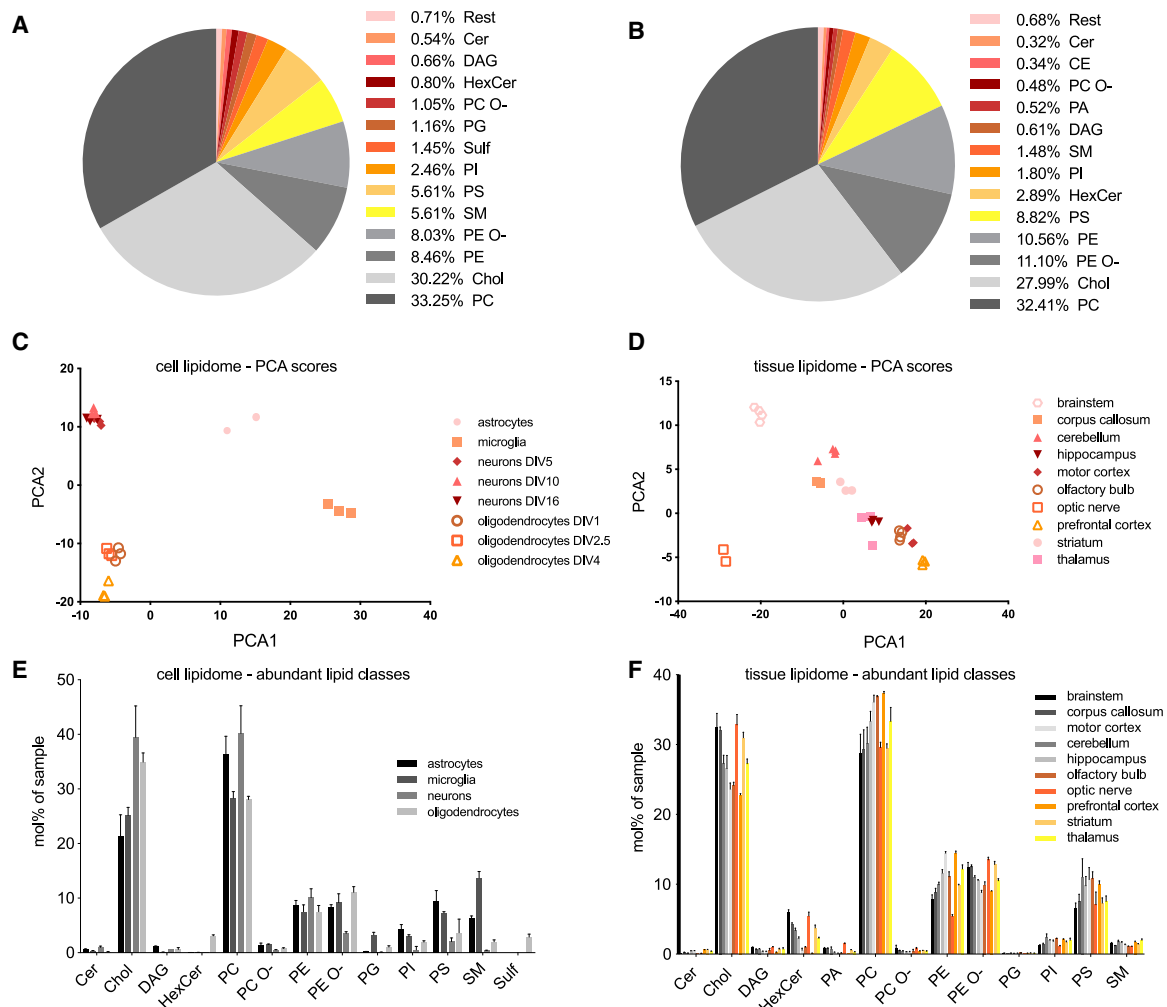 A
0.71% Rest
0.54% Cer
0.66% DAG
0.80% HexCer
1.05% PC O-
1.16% PG
1.45% Sulf
2.46% PI
5.61% PS
5.61% SM
8.03% PE O-
8.46% PE
30.22% Chol
33.25% PC
B
0.68% Rest
0.32% Cer
0.34% CE
0.48% PC O-
0.52% PA
0.61% DAG
1.48% SM
1.80% PI
2.89% HexCer
8.82% PS
10.56% PE
11.10% PE O-
27.99% Chol
32.41% PC
C
cell lipidome - PCA scores
20
10
0
-10
-20
PCA2
-10
0
10
20
30
40
PCA1
astrocytes
microglia
neurons DIV5
neurons DIV10
neurons DIV16
oligodendrocytes DIV1
oligodendrocytes DIV2.5
oligodendrocytes DIV4
D
tissue lipidome - PCA scores
15
10
5
0
-5
-10
PCA2
-40
-20
0
20
40
PCA1
brainstem
corpus callosum
cerebellum
hippocampus
motor cortex
olfactory bulb
optic nerve
prefrontal cortex
striatum
thalamus
E
cell lipidome - abundant lipid classes
50
40
30
20
10
0
mol% of sample
astrocytes
microglia
neurons
oligodendrocytes
Cer
Chol
DAG
HexCer
PC
PC O-
PE
PE O-
PG
PI
PS
SM
Sulf
F
tissue lipidome - abundant lipid classes
40
30
20
10
0
mol% of sample
brainstem
corpus callosum
motor cortex
cerebellum
hippocampus
olfactory bulb
optic nerve
prefrontal cortex
striatum
thalamus
Cer
Chol
DAG
HexCer
PA
PC
PC O-
PE
PE O-
PG
PI
PS
SM